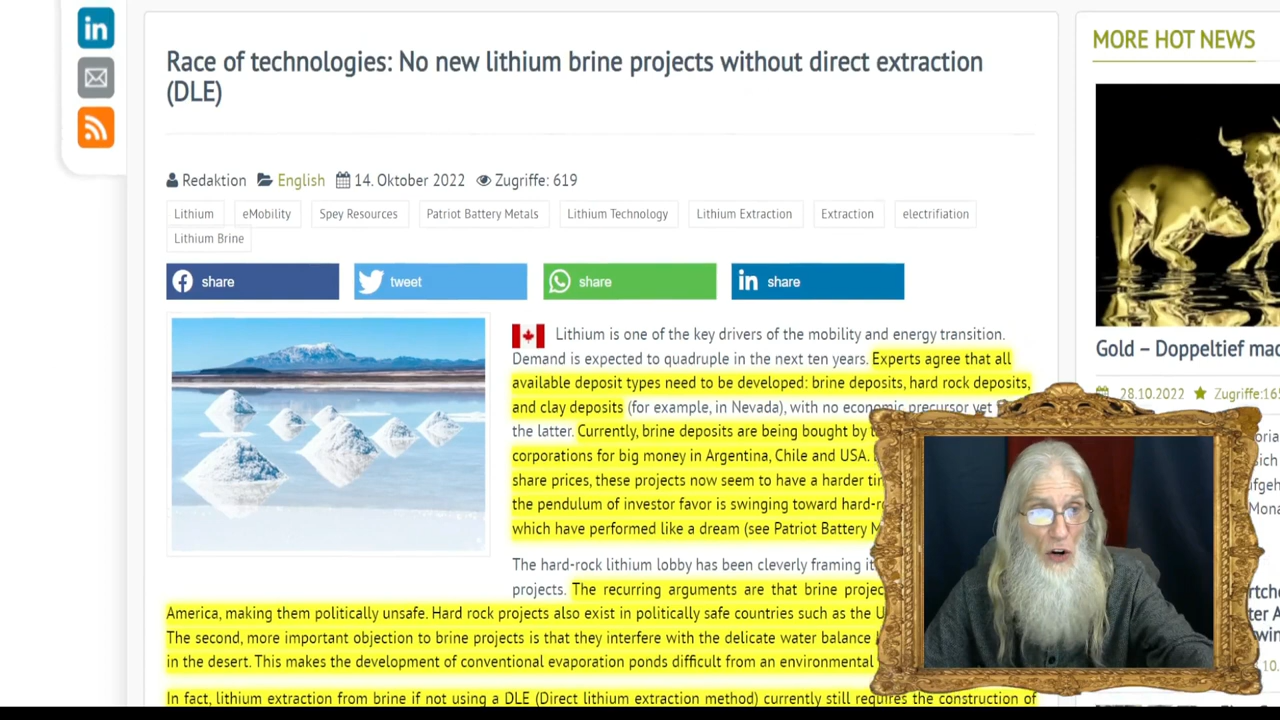 Race of technologies: No new lithium brine projects without direct extraction
(DLE)
Redaktion English 14. Oktober 2022 Zugriffe: 619
Lithium eMobility Spey Resources Patriot Battery Metals Lithium Technology Lithium Extraction Extraction electrifiation
Lithium Brine
share tweet share share
Lithium is one of the key drivers of the mobility and energy transition.
Demand is expected to quadruple in the next ten years. Experts agree that all
available deposit types need to be developed: brine deposits, hard rock deposits,
and clay deposits (for example, in Nevada), with no economic precursor yet
the latter. Currently, brine deposits are being bought by
corporations for big money in Argentina, Chile and USA.
share prices, these projects now seem to have a harder
the pendulum of investor favor is swinging toward
which have performed like a dream (see Patriot Battery
The hard-rock lithium lobby has been cleverly framing
projects. The recurring arguments are that brine
America, making them politically unsafe. Hard rock projects also exist in politically safe countries such as the
The second, more important objection to brine projects is that they interfere with the delicate water balance
in the desert. This makes the development of conventional evaporation ponds difficult from an environmental
In fact, lithium extraction from brine if not using a DLE (Direct lithium extraction method) currently still requires the construction of
MORE HOT NEWS
Gold – Doppeltief
28.10.2022